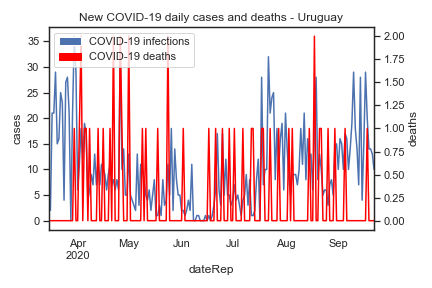 New COVID-19 daily cases and deaths - Uruguay
COVID-19 infections
COVID-19 deaths
35
30
25
20
15
10
5
0
cases
2.00
1.75
1.50
1.25
1.00
0.75
0.50
0.25
0.00
deaths
Apr May Jun Jul Aug Sep
2020
dateRep